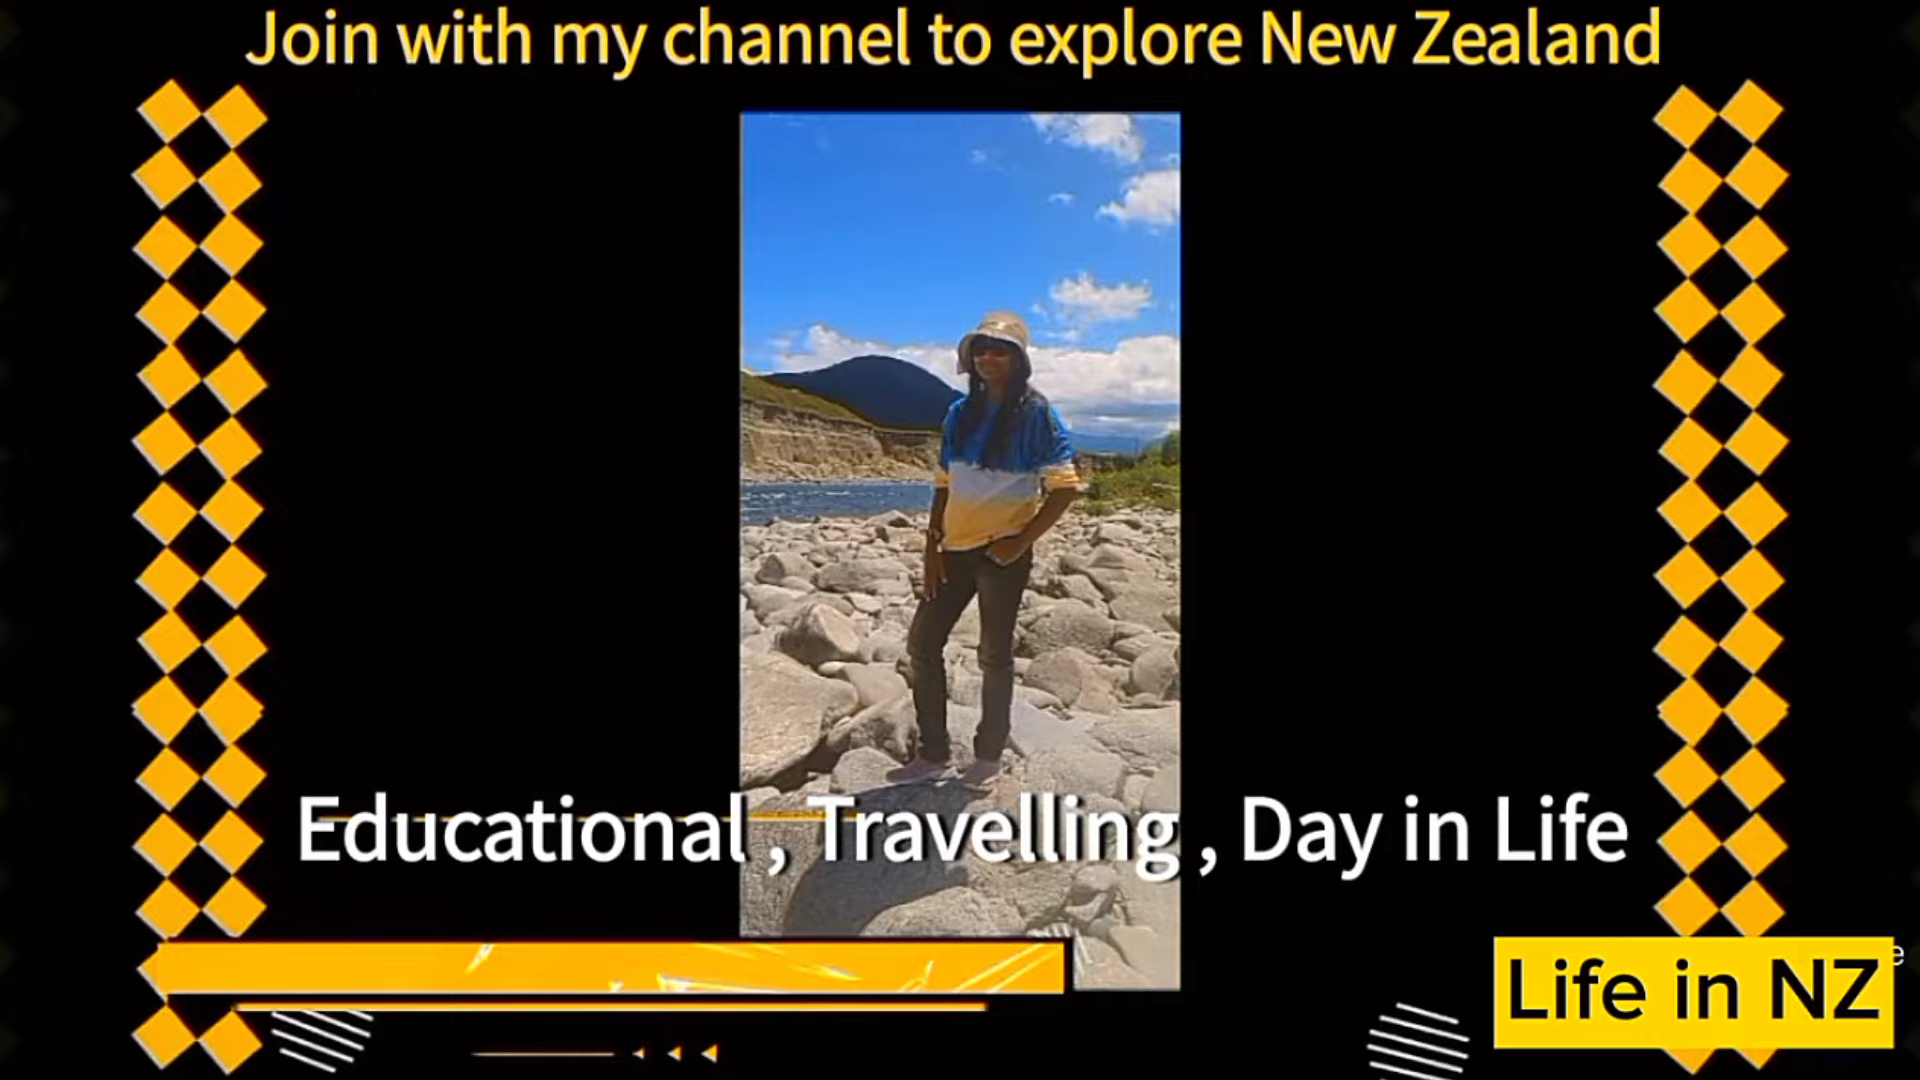 Join with my channel to explore New Zealand
Educational , Travelling , Day in Life
Life in NZ